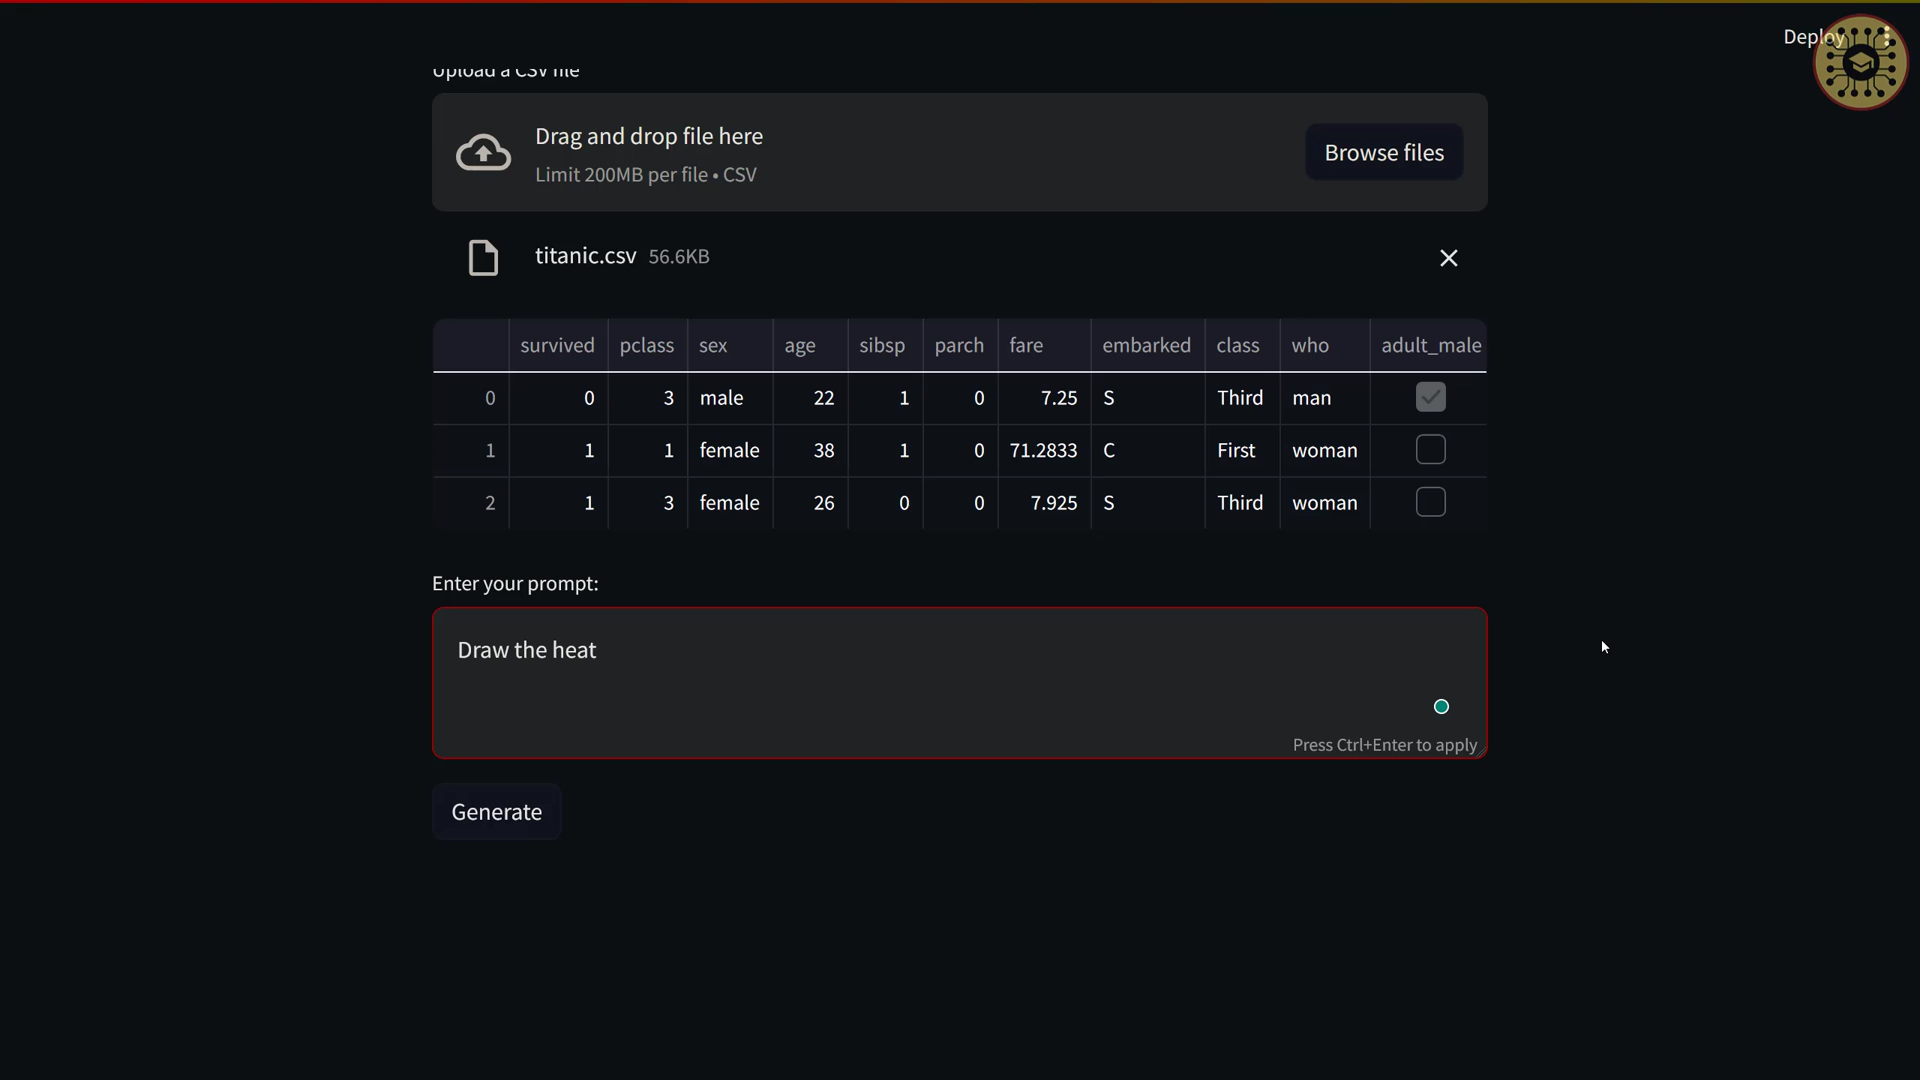 Deploy
Upload a CSV file
Drag and drop file here
Limit 200MB per file • CSV
Browse files
titanic.csv 56.6KB
survived pclass sex age sibsp parch fare embarked class who adult_male
0 0 3 male 22 1 0 7.25 S Third man
1 1 1 female 38 1 0 71.2833 C First woman
2 1 3 female 26 0 0 7.925 S Third woman
Enter your prompt:
Draw the heat
Press Ctrl+Enter to apply
Generate